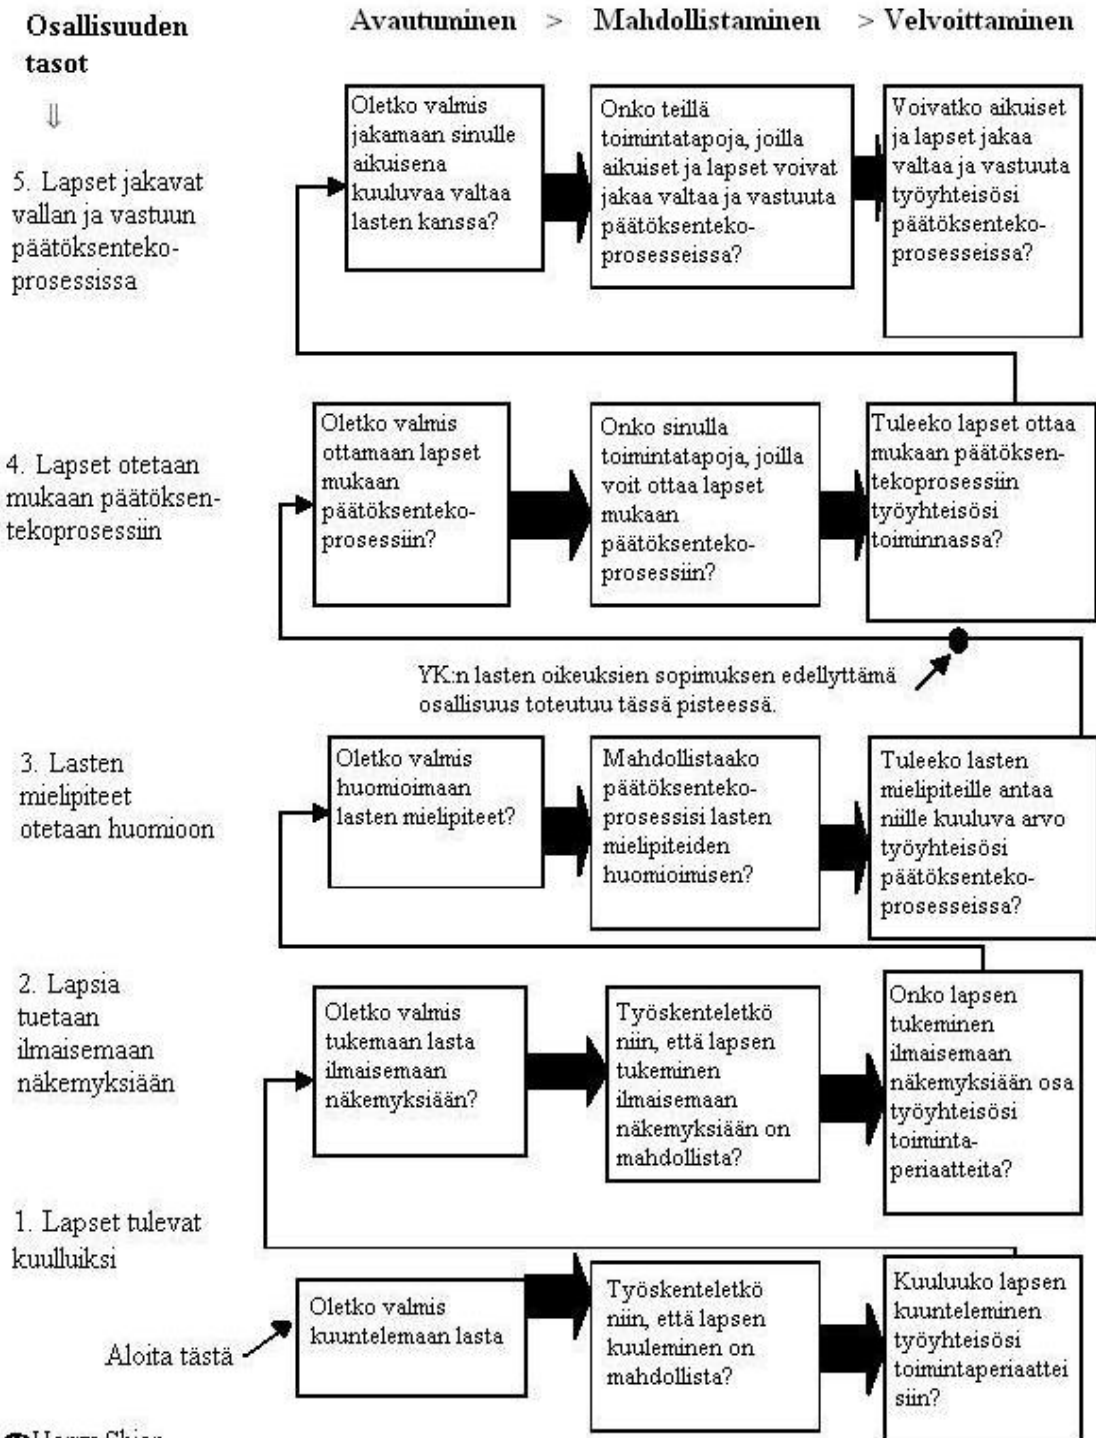 Osallisuuden
tasot
⇓
Avautuminen > Mahdollistaminen > Velvoittaminen
5. Lapset jakavat
vallan ja vastuun
päätöksenteko-
prosessissa
Oletko valmis
jakamaan sinulle
aikuisena
kuuluvaa valtaa
lasten kanssa?
Onko teillä
toimintatapoja, joilla
aikuiset ja lapset voivat
jakaa valtaa ja vastuuta
päätöksenteko-
prosesseissa?
Voivatko aikuiset
ja lapset jakaa
valtaa ja vastuuta
työyhteisösi
päätöksenteko-
prosesseissa?
4. Lapset otetaan
mukaan päätöksen-
tekoprosessiin
Oletko valmis
ottamaan lapset
mukaan
päätöksenteko-
prosessiin?
Onko sinulla
toimintatapoja, joilla
voit ottaa lapset
mukaan
päätöksenteko-
prosessiin?
Tuleeko lapset ottaa
mukaan päätöksen-
tekoprosessiin
työyhteisösi
toiminnassa?
YK:n lasten oikeuksien sopimuksen edellyttämä
osallisuus toteutuu tässä pisteessä.
3. Lasten
mielipiteet
otetaan huomioon
Oletko valmis
huomioimaan
lasten mielipiteet?
Mahdollistaako
päätöksenteko-
prosessisi lasten
mielipiteiden
huomioimisen?
Tuleeko lasten
mielipiteille antaa
niille kuuluva arvo
työyhteisösi
päätöksenteko-
prosesseissa?
2. Lapsia
tuetaan
ilmaisemaan
näkemyksiään
Oletko valmis
tukemaan lasta
ilmaisemaan
näkemyksiään?
Työskenteletkö
niin, että lapsen
tukeminen
ilmaisemaan
näkemyksiään on
mahdollista?
Onko lapsen
tukeminen
ilmaisemaan
näkemyksiään osa
työyhteisösi
toiminta-
periaatteita?
1. Lapset tulevat
kuulluiksi
Aloita tästä
Oletko valmis
kuuntelemaan lasta
Työskenteletkö
niin, että lapsen
kuuleminen on
mahdollista?
Kuuluuko lapsen
kuunteleminen
työyhteisösi
toimintaperiaattei
siin?